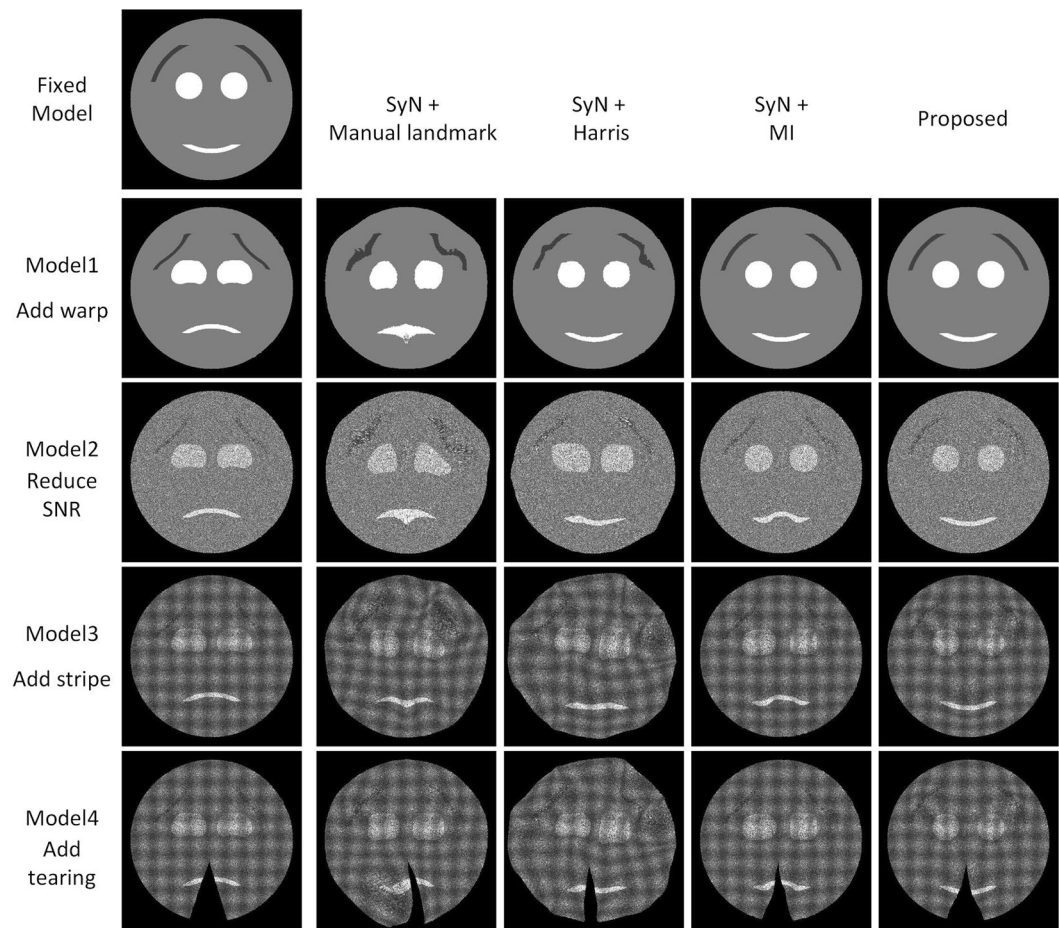 Fixed
Model
SyN +
Manual landmark
SyN +
Harris
SyN +
MI
Proposed
Model1
Add warp
Model2
Reduce
SNR
Model3
Add stripe
Model4
Add
tearing